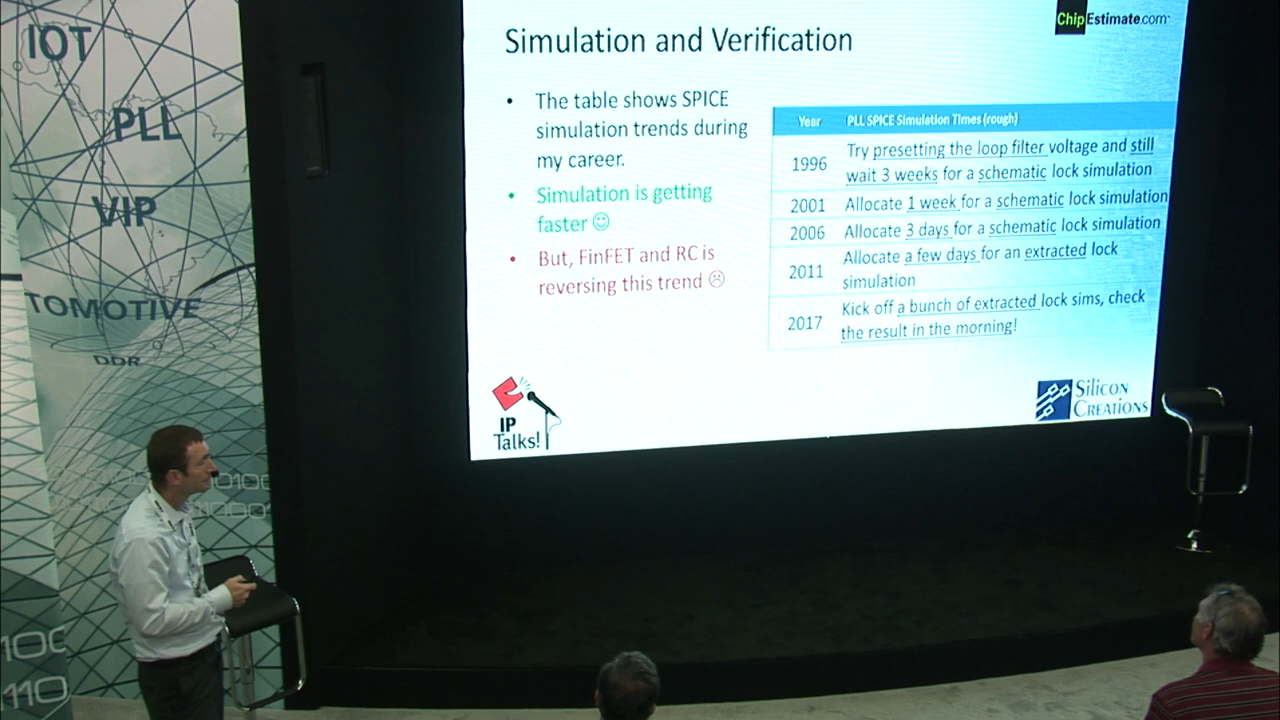 IOT
PLL
VIP
TOMOTIVE
DDR
ChipEstimate.com
Simulation and Verification
• The table shows SPICE
simulation trends during
my career.
• Simulation is getting
faster ☺
• But, FinFET and RC is
reversing this trend ☹
Year PLL SPICE Simulation Times (rough)
1996 Try presetting the loop filter voltage and still
wait 3 weeks for a schematic lock simulation
2001 Allocate 1 week for a schematic lock simulation
2006 Allocate 3 days for a schematic lock simulation
2011 Allocate a few days for an extracted lock
simulation
2017 Kick off a bunch of extracted lock sims, check
the result in the morning!
IP
Talks!
SILICON
CREATIONS